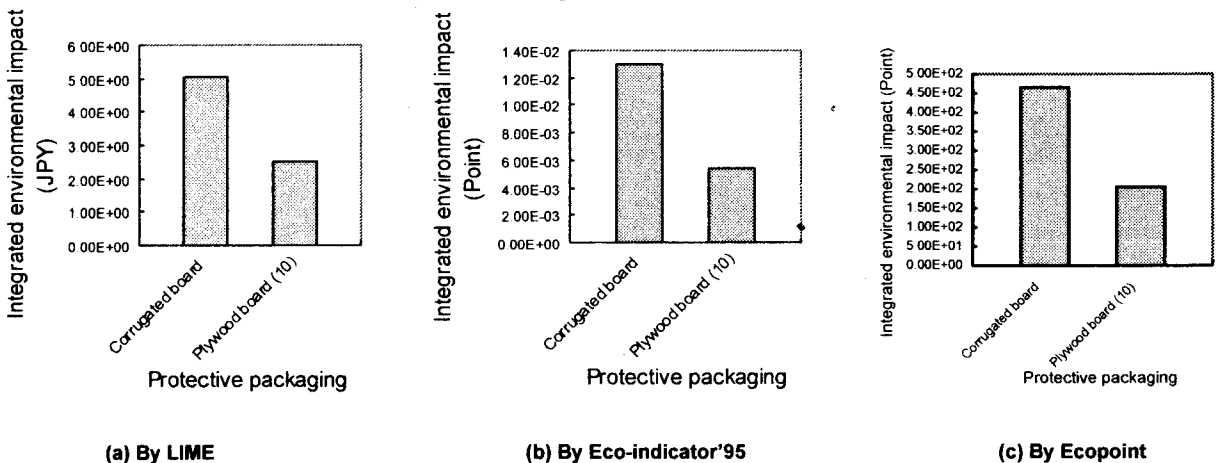 Integrated environmental impact
(JPY)
6 00E+00
5.00E+00
4 00E+00
3 00E+00
2.00E+00
1 00E+00
0 00E+00
Corrugated board
Plywood board (10)
Protective packaging
(a) By LIME
Integrated environmental impact
(Point)
1.40E-02
1.20E-02
1 00E-02
8.00E-03
6 00E-03
4.00E-03
2 00E-03
0 00E+00
Corrugated board
Plywood board (10)
Protective packaging
(b) By Eco-indicator'95
Integrated environmental impact (Point)
5 00E+02
4 50E+02
4 00E+02
3 50E+02
3 00E+02
2 50E+02
2 00E+02
1 50E+02
1 00E+02
5 00E+01
0.00E+00
Corrugated board
Plywood board (10)
Protective packaging
(c) By Ecopoint